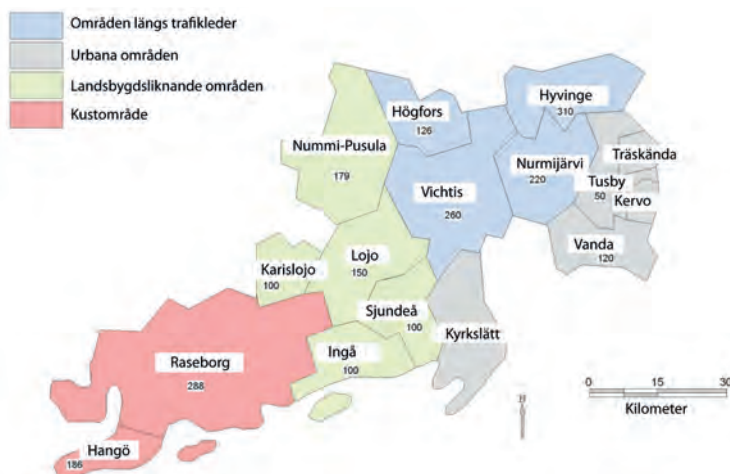 Områden längs trafikleder
Urbana områden
Landsbygdsliknande områden
Kustområde
Högfors
126
Hyvinge
310
Nummi-Pusula
179
Nurmijärvi
220
Träskända
Tusby
50
Kervo
Vichtis
260
Vanda
120
Karislojo
100
Lojo
150
Sjundeå
100
Kyrkslätt
Ingå
100
Raseborg
288
Hangö
186
0 15 30
Kilometer